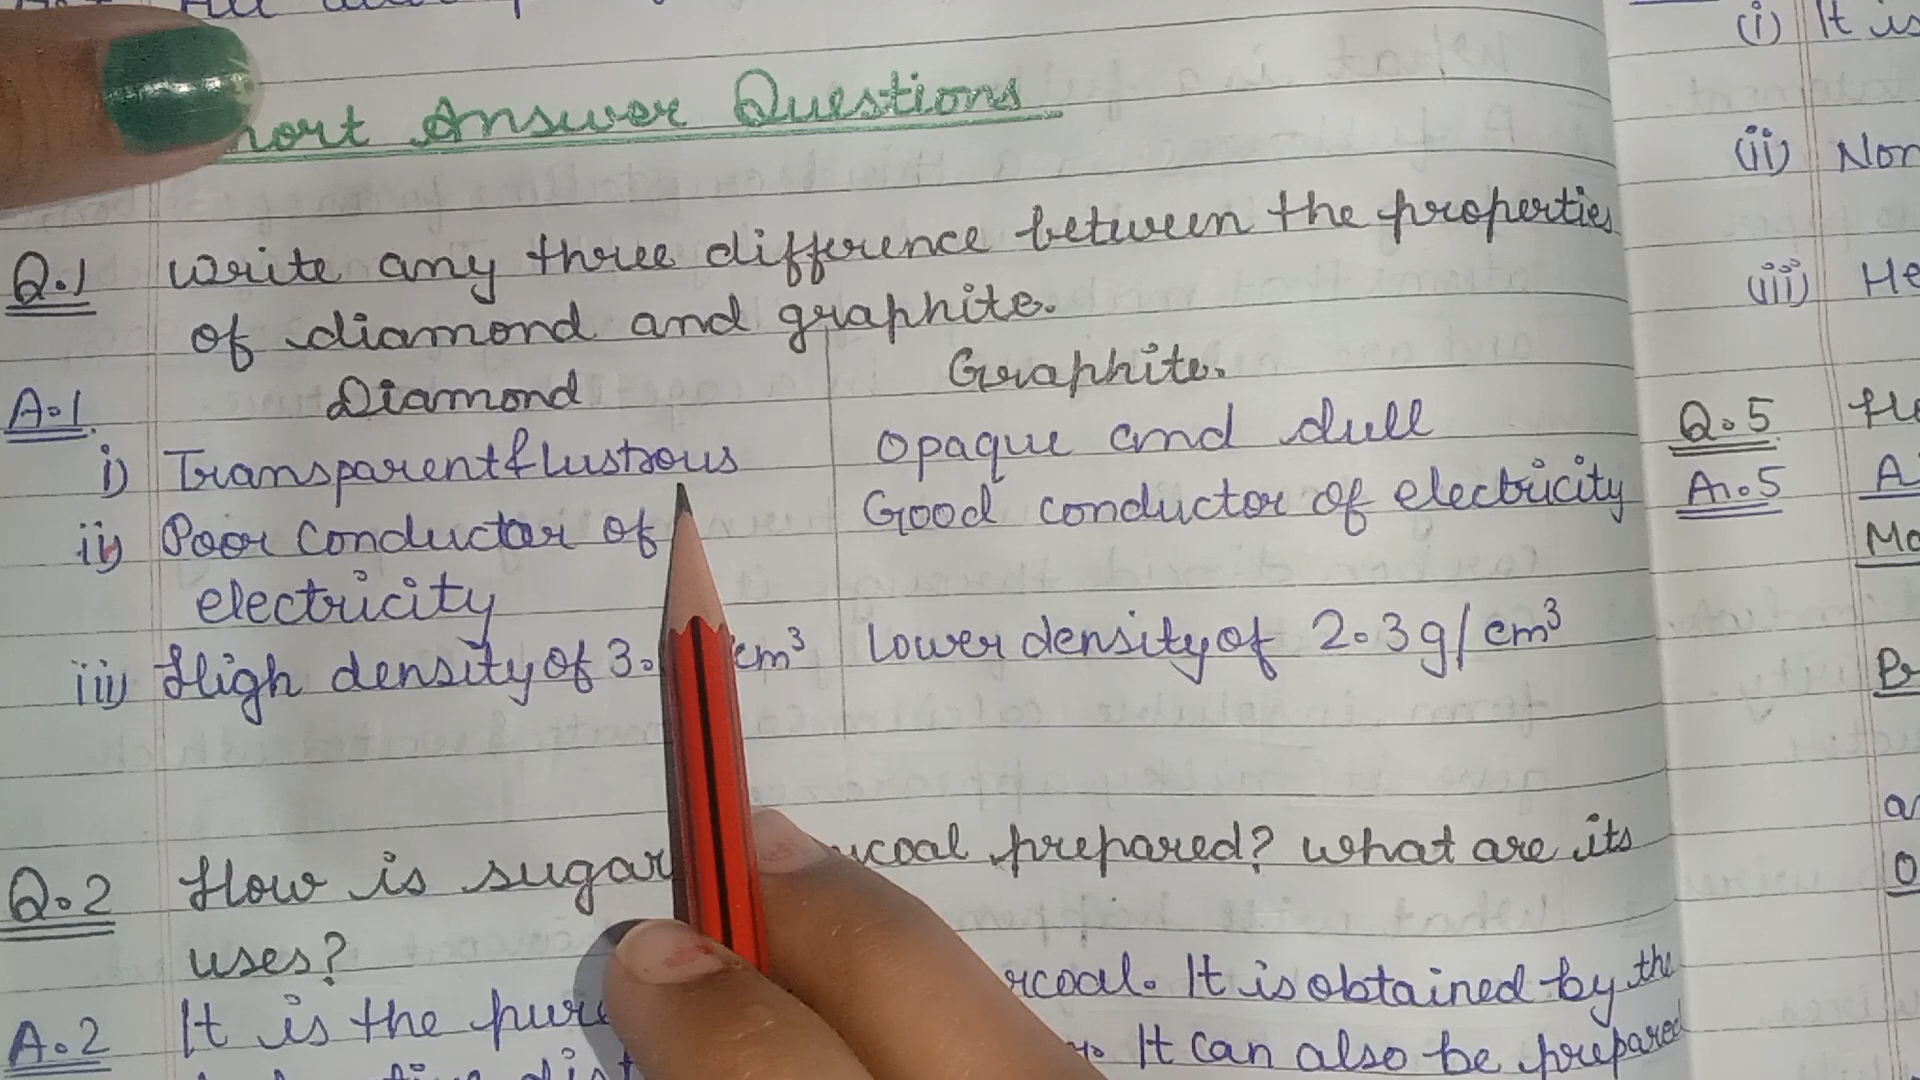 hort Answer Questions
Q.1 Write any three difference between the properties
of diamond and graphite.
A.1 Diamond Graphite.
i) Transparent & lustrous Opaque and dull
ii) Poor conductor of Good conductor of electricity
electricity
iii) High density of 3. cm³ lower density of 2.3g/cm³
Q.2 How is sugar coal prepared? What are its
uses?
A.2 It is the pure rcoal. It is obtained by the
It can also be prepared
(i) It is
(ii) Non
(iii) He
Q.5
An.5 A